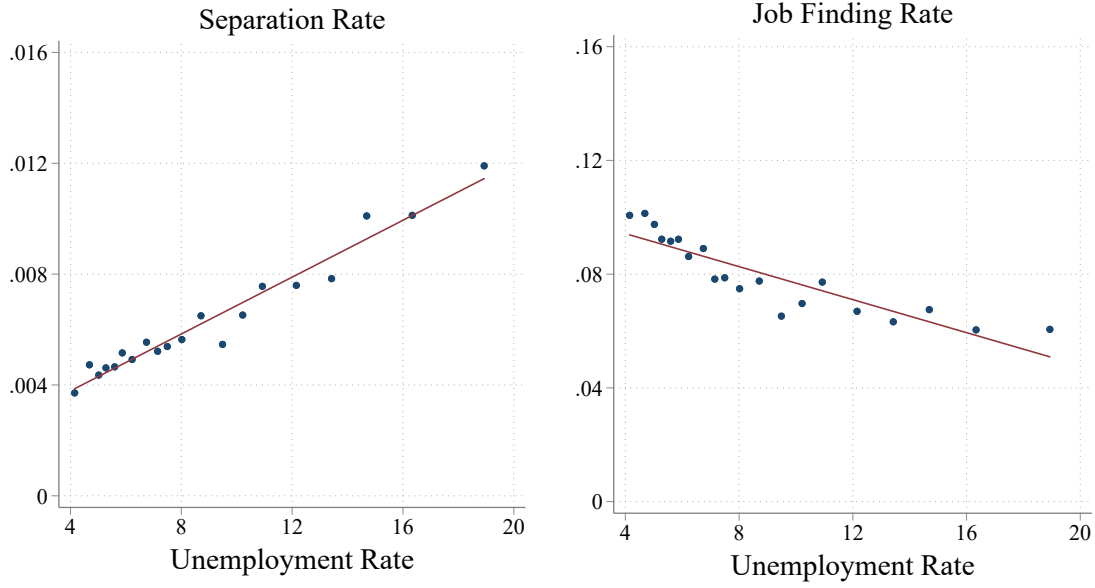 Separation Rate
.016
.012
.008
.004
0
4 8 12 16 20
Unemployment Rate
Job Finding Rate
.16
.12
.08
.04
0
4 8 12 16 20
Unemployment Rate